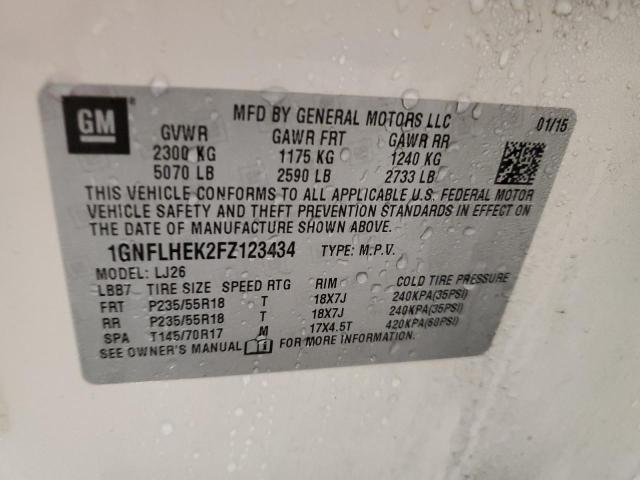 GM
MFD BY GENERAL MOTORS LLC 01/15
GVWR GAWR FRT GAWR RR
2300 KG 1175 KG 1240 KG
5070 LB 2590 LB 2733 LB
THIS VEHICLE CONFORMS TO ALL APPLICABLE U.S. FEDERAL MOTOR
VEHICLE SAFETY AND THEFT PREVENTION STANDARDS IN EFFECT ON
THE DATE OF MANUFACTURE SHOWN ABOVE.
1GNFLHEK2FZ123434 TYPE: M.P.V.
MODEL: LJ26
LBB7 TIRE SIZE SPEED RTG RIM COLD TIRE PRESSURE
FRT P235/55R18 T 18X7J 240KPA(35PSI)
RR P235/55R18 T 18X7J 240KPA(35PSI)
SPA T145/70R17 M 17X4.5T 420KPA(60PSI)
SEE OWNER'S MANUAL FOR MORE INFORMATION.